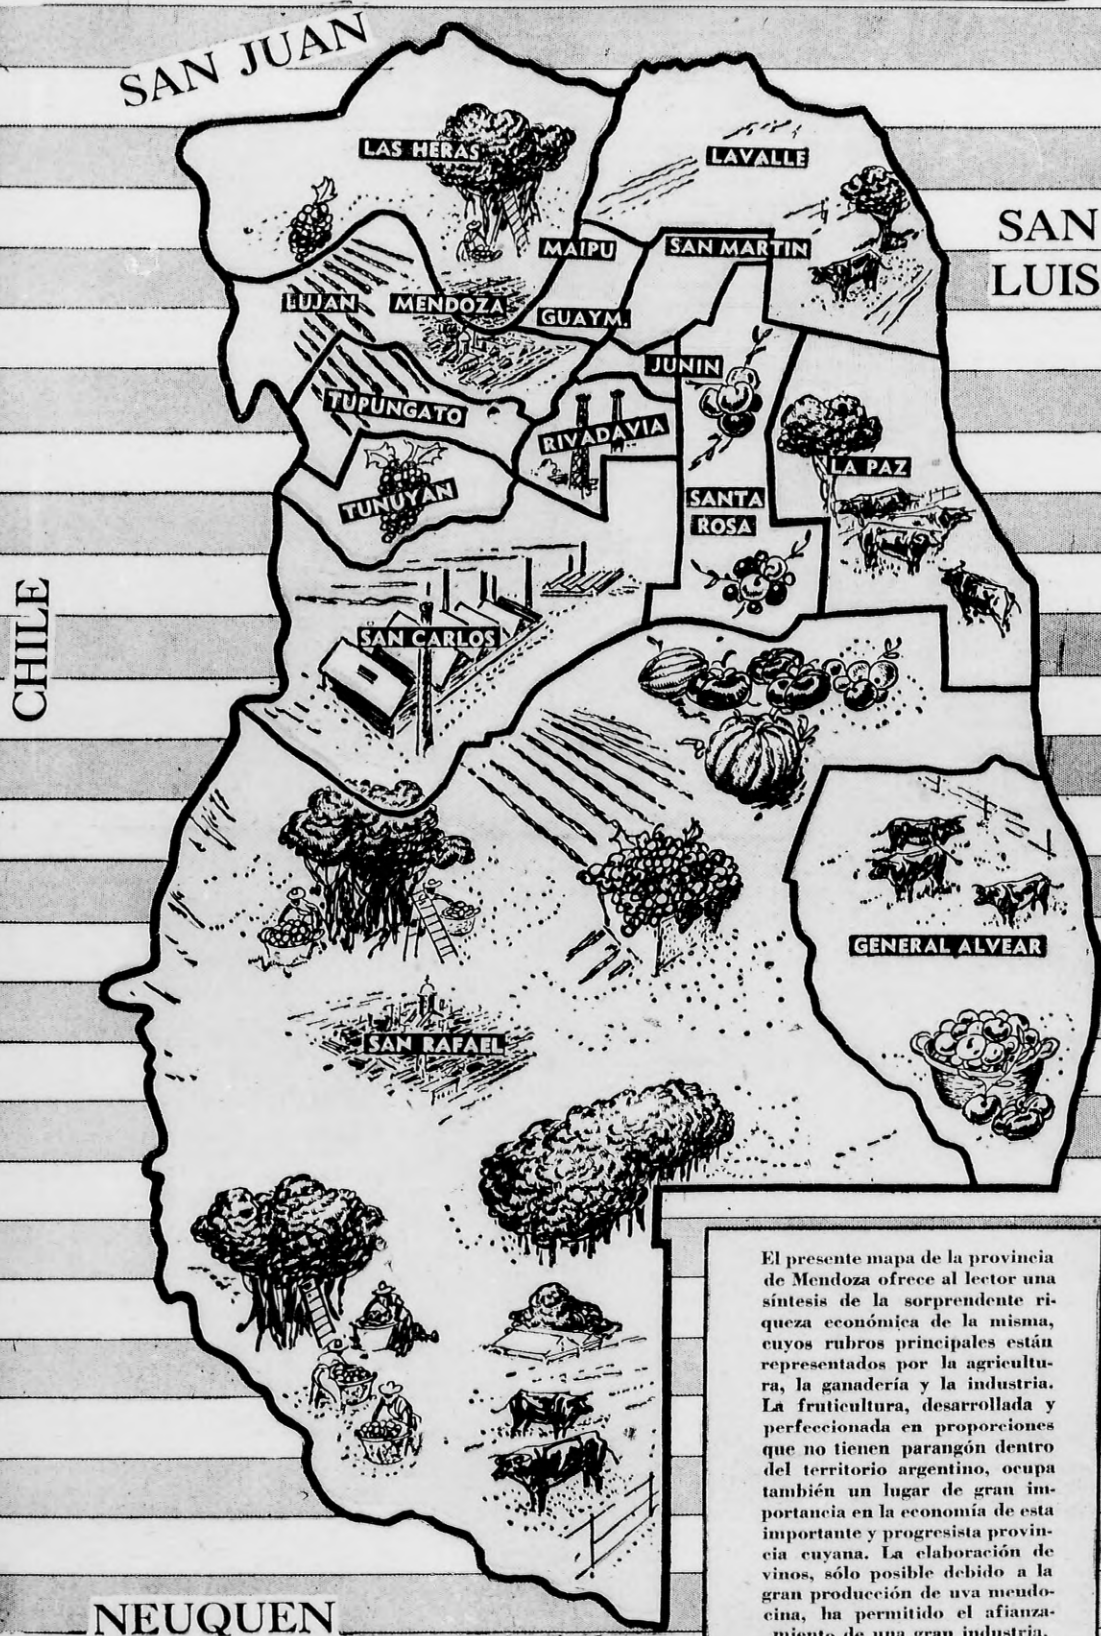 SAN JUAN
LAS HERAS
LAVALLE
SAN
LUIS
MAIPU
SAN MARTIN
LUJAN
MENDOZA
GUAYM.
JUNIN
TUPUNGATO
RIVADAVIA
LA PAZ
TUNUYAN
SANTA
ROSA
CHILE
SAN CARLOS
GENERAL ALVEAR
SAN RAFAEL
El presente mapa de la provincia
de Mendoza ofrece al lector una
síntesis de la sorprendente ri-
queza económica de la misma,
cuyos rubros principales están
representados por la agricultu-
ra, la ganadería y la industria.
La fruticultura, desarrollada y
perfeccionada en proporciones
que no tienen parangón dentro
del territorio argentino, ocupa
también un lugar de gran im-
portancia en la economía de esta
importante y progresista provin-
cia cuyana. La elaboración de
vinos, sólo posible debido a la
gran producción de uva mendo-
cina, ha permitido el afianza-
miento de una gran industria.
NEUQUEN